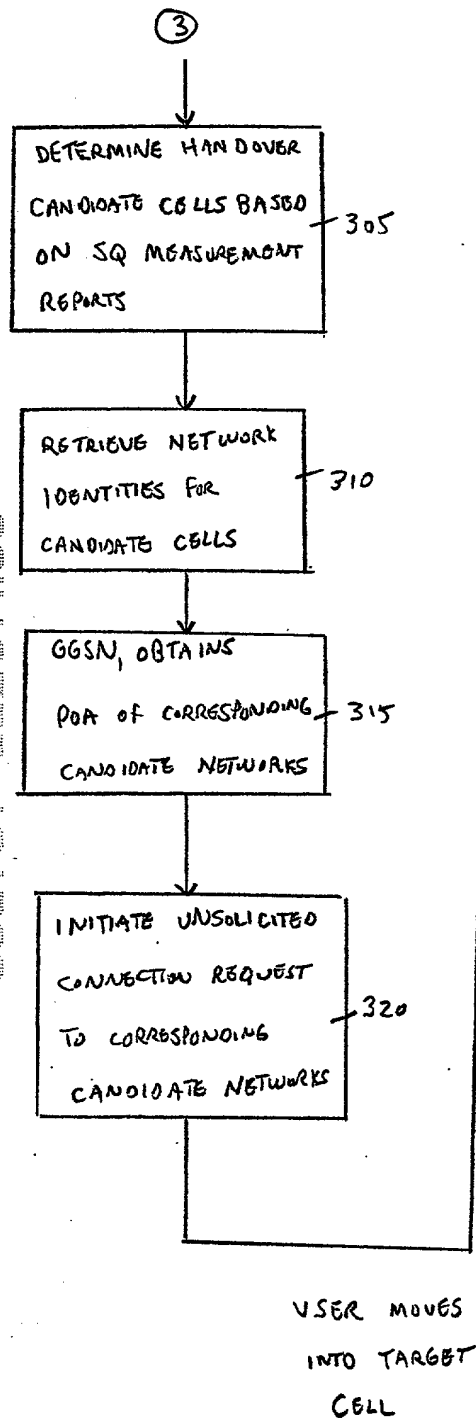 3
DETERMINE HANDOVER
CANDIDATE CELLS BASED
ON SQ MEASUREMENT
REPORTS
305
RETRIEVE NETWORK
IDENTITIES FOR
CANDIDATE CELLS
310
GGSN, OBTAINS
POA OF CORRESPONDING
CANDIDATE NETWORKS
315
INITIATE UNSOLICITED
CONNECTION REQUEST
TO CORRESPONDING
CANDIDATE NETWORKS
320
USER MOVES
INTO TARGET
CELL